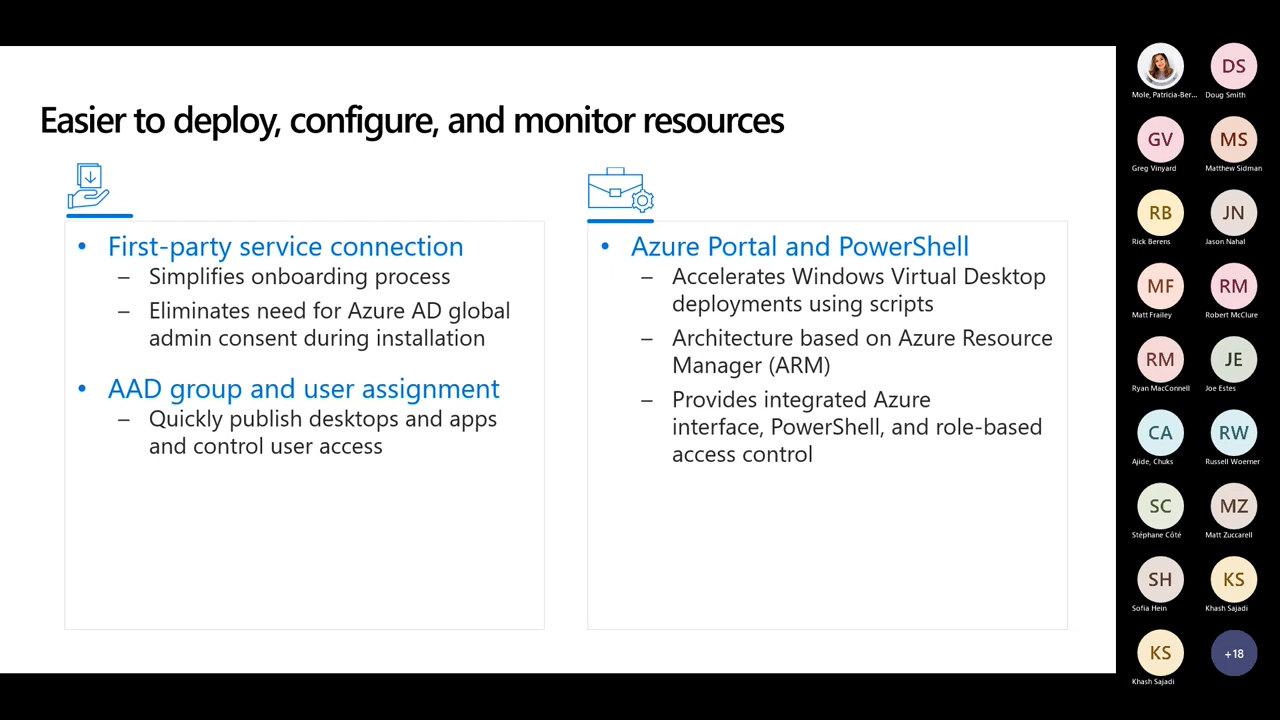 Easier to deploy, configure, and monitor resources
• First-party service connection
– Simplifies onboarding process
– Eliminates need for Azure AD global
admin consent during installation
• AAD group and user assignment
– Quickly publish desktops and apps
and control user access
• Azure Portal and PowerShell
– Accelerates Windows Virtual Desktop
deployments using scripts
– Architecture based on Azure Resource
Manager (ARM)
– Provides integrated Azure
interface, PowerShell, and role-based
access control
Mole, Patricia-Ber...
DS
Doug Smith
GV
Greg Vinyard
MS
Matthew Sidman
RB
Rick Berens
JN
Jason Nahal
MF
Matt Frailey
RM
Robert McClure
RM
Ryan MacConnell
JE
Joe Estes
CA
Ajide, Chuks
RW
Russell Woerner
SC
Stéphane Côté
MZ
Matt Zuccarell
SH
Sofia Hein
KS
Khash Sajadi
KS
Khash Sajadi
+18